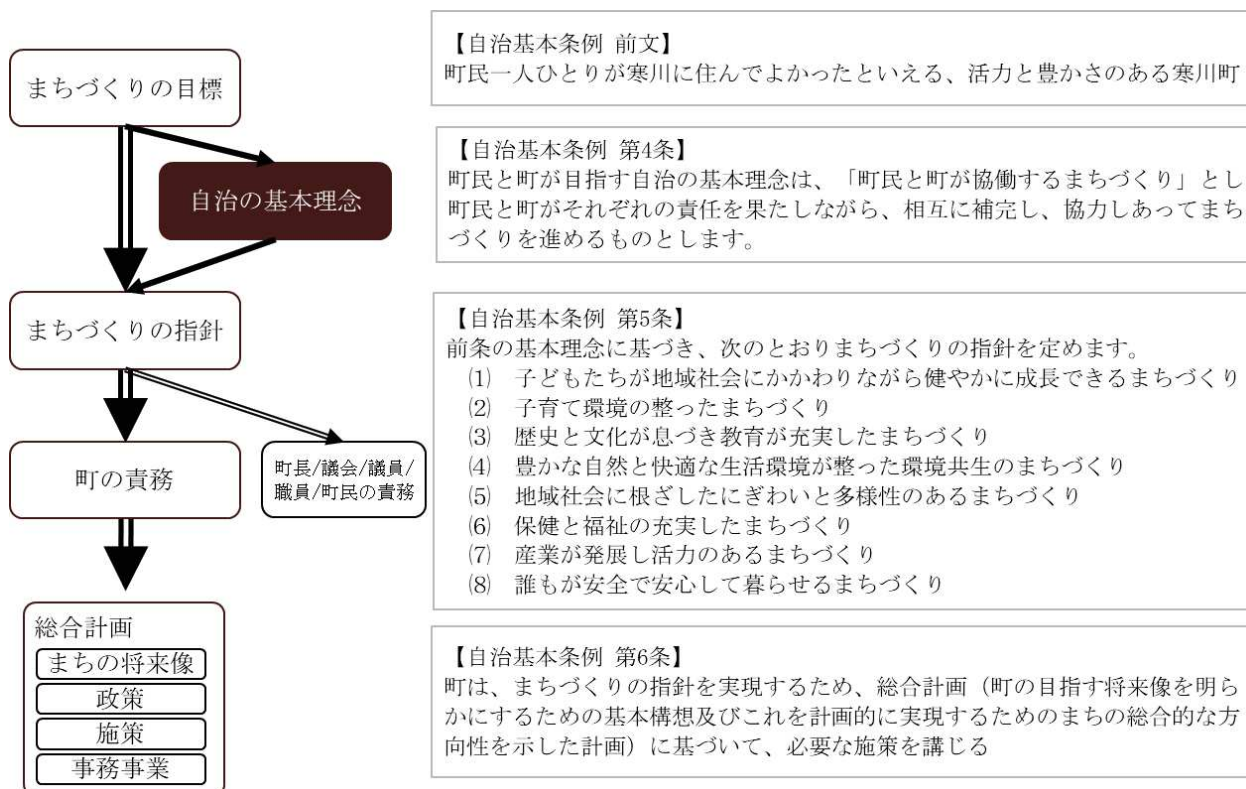 まちづくりの目標
自治の基本理念
まちづくりの指針
町の責務
町長/議会/議員/
職員/町民の責務
総合計画
まちの将来像
政策
施策
事務事業
【自治基本条例 前文】
町民一人ひとりが寒川に住んでよかったといえる、活力と豊かさのある寒川町
【自治基本条例 第4条】
町民と町が目指す自治の基本理念は、「町民と町が協働するまちづくり」とし
町民と町がそれぞれの責任を果たしながら、相互に補完し、協力しあってまち
づくりを進めるものとします。
【自治基本条例 第5条】
前条の基本理念に基づき、次のとおりまちづくりの指針を定めます。
⑴ 子どもたちが地域社会にかかわりながら健やかに成長できるまちづくり
⑵ 子育て環境の整ったまちづくり
⑶ 歴史と文化が息づき教育が充実したまちづくり
⑷ 豊かな自然と快適な生活環境が整った環境共生のまちづくり
⑸ 地域社会に根ざしたにぎわいと多様性のあるまちづくり
⑹ 保健と福祉の充実したまちづくり
⑺ 産業が発展し活力のあるまちづくり
⑻ 誰もが安全で安心して暮らせるまちづくり
【自治基本条例 第6条】
町は、まちづくりの指針を実現するため、総合計画（町の目指す将来像を明ら
かにするための基本構想及びこれを計画的に実現するためのまちの総合的な方
向性を示した計画）に基づいて、必要な施策を講じる